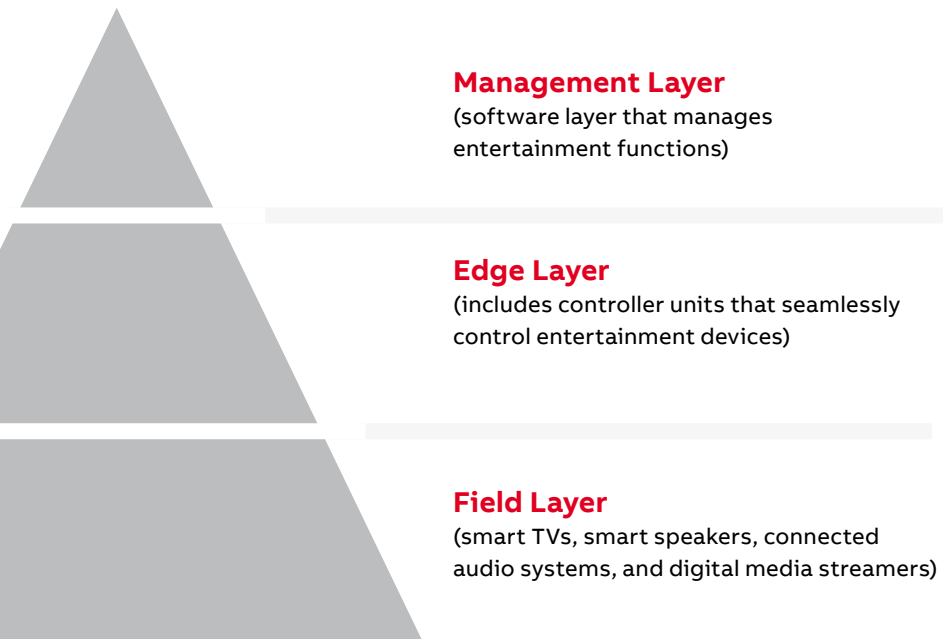 Management Layer
(software layer that manages
entertainment functions)
Edge Layer
(includes controller units that seamlessly
control entertainment devices)
Field Layer
(smart TVs, smart speakers, connected
audio systems, and digital media streamers)